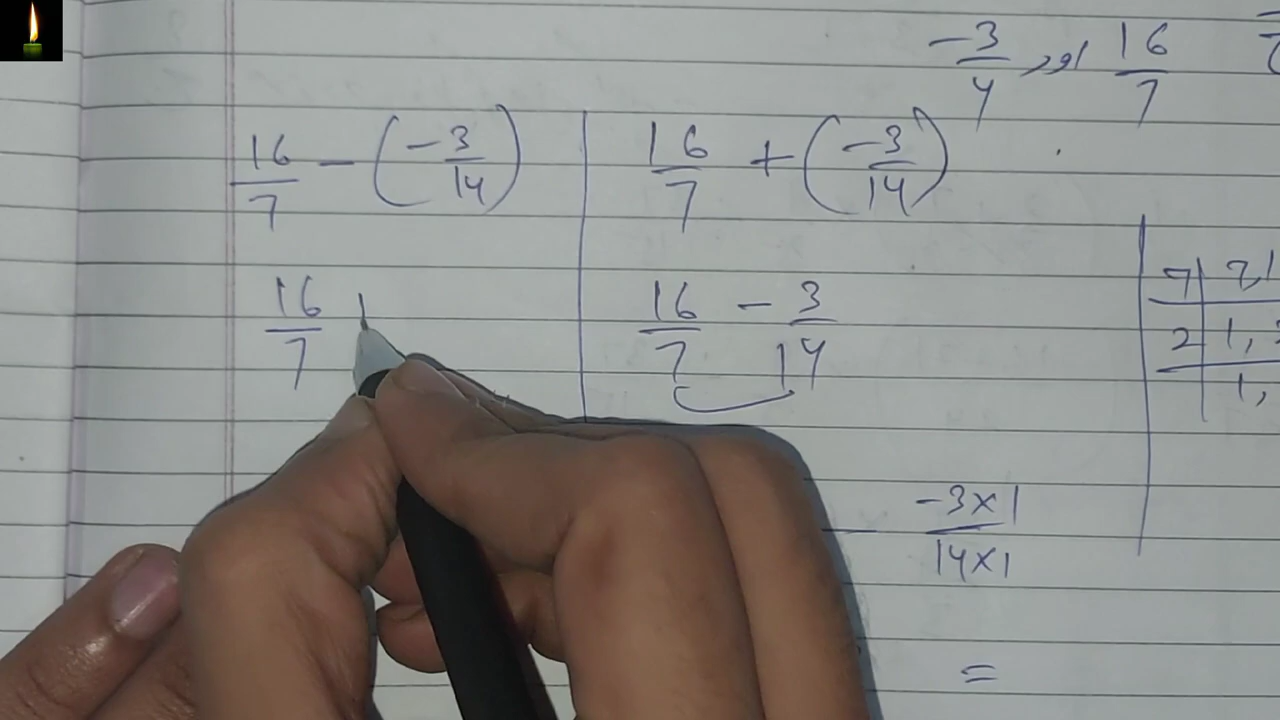 -3/4 اور 16/7
16/7 - (-3/14)
16/7
16/7 + (-3/14)
16/7 - 3/14
- -3×1/14×1
=
7 | 7, 1
2 | 1,
1,